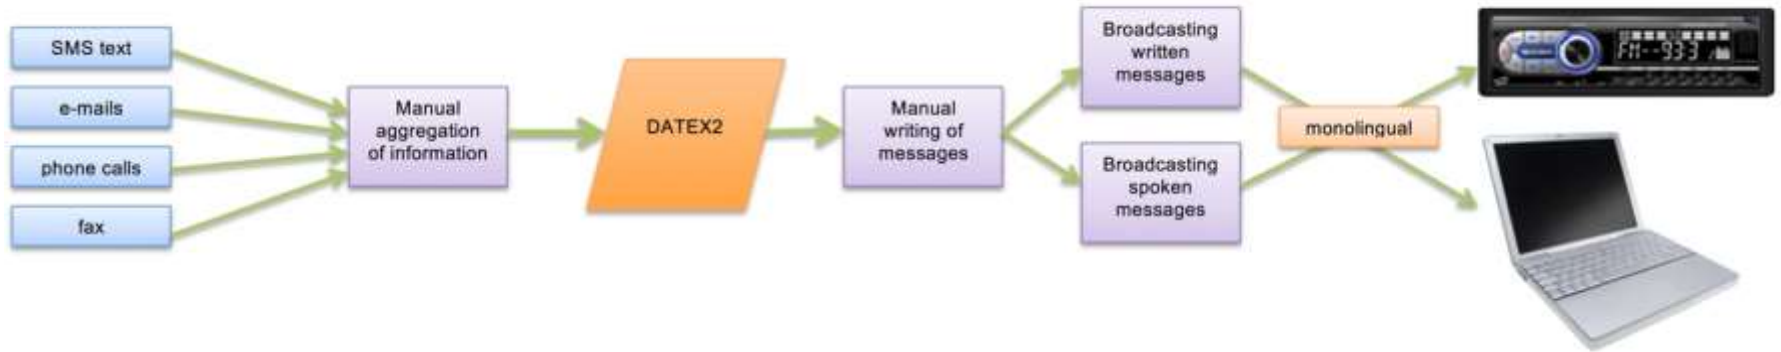 SMS text
e-mails
phone calls
fax
Manual
aggregation
of information
DATEX2
Manual
writing of
messages
Broadcasting
written
messages
Broadcasting
spoken
messages
monolingual
FM--93:3